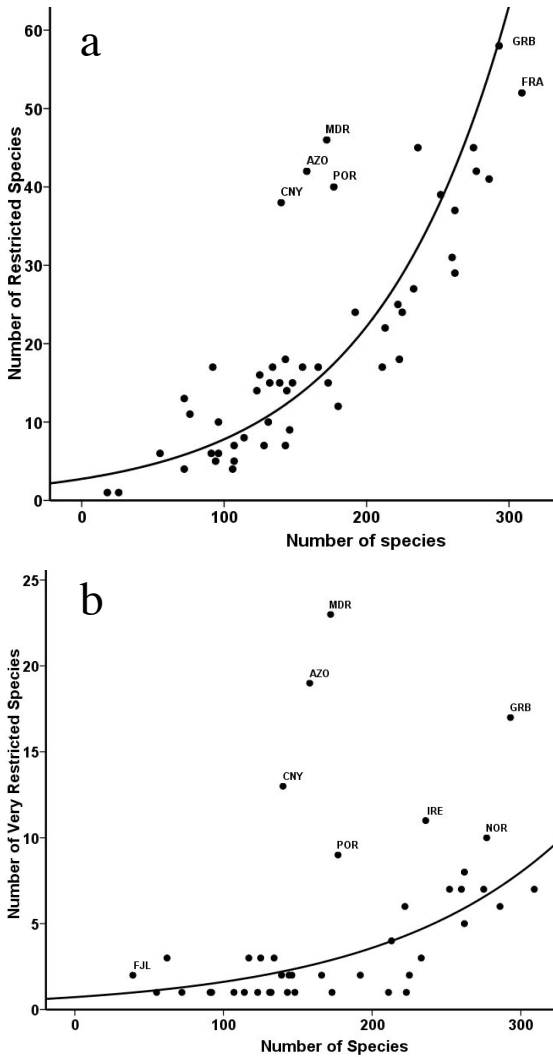 a
60
50
40
30
20
10
0
Number of Restricted Species
GRB
FRA
MDR
AZO
POR
CNY
0 100 200 300
Number of species
b
25
20
15
10
5
0
Number of Very Restricted Species
MDR
AZO
GRB
CNY
IRE
NOR
POR
FJL
0 100 200 300
Number of Species